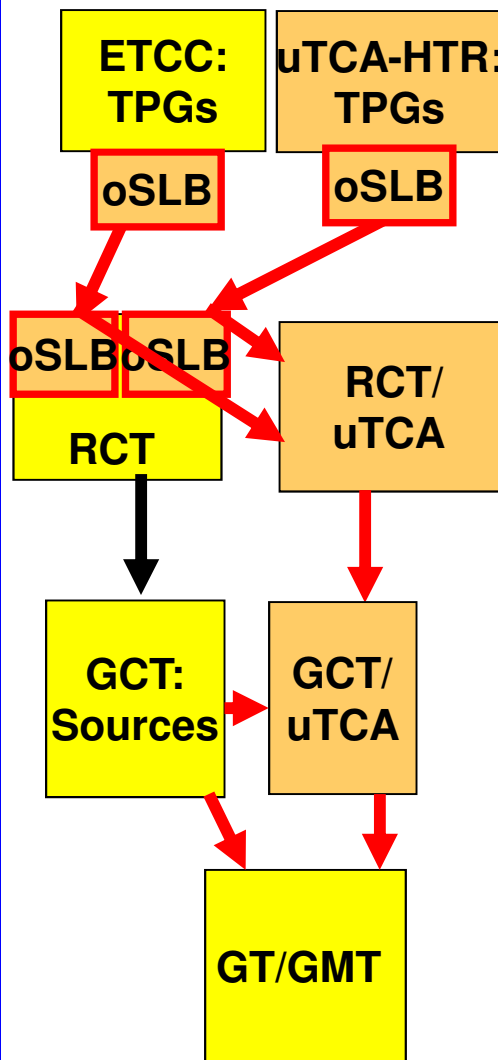 ETCC:
TPGs
uTCA-HTR:
TPGs
oSLB
oSLB
oSLB
oSLB
RCT
RCT/
uTCA
GCT:
Sources
GCT/
uTCA
GT/GMT